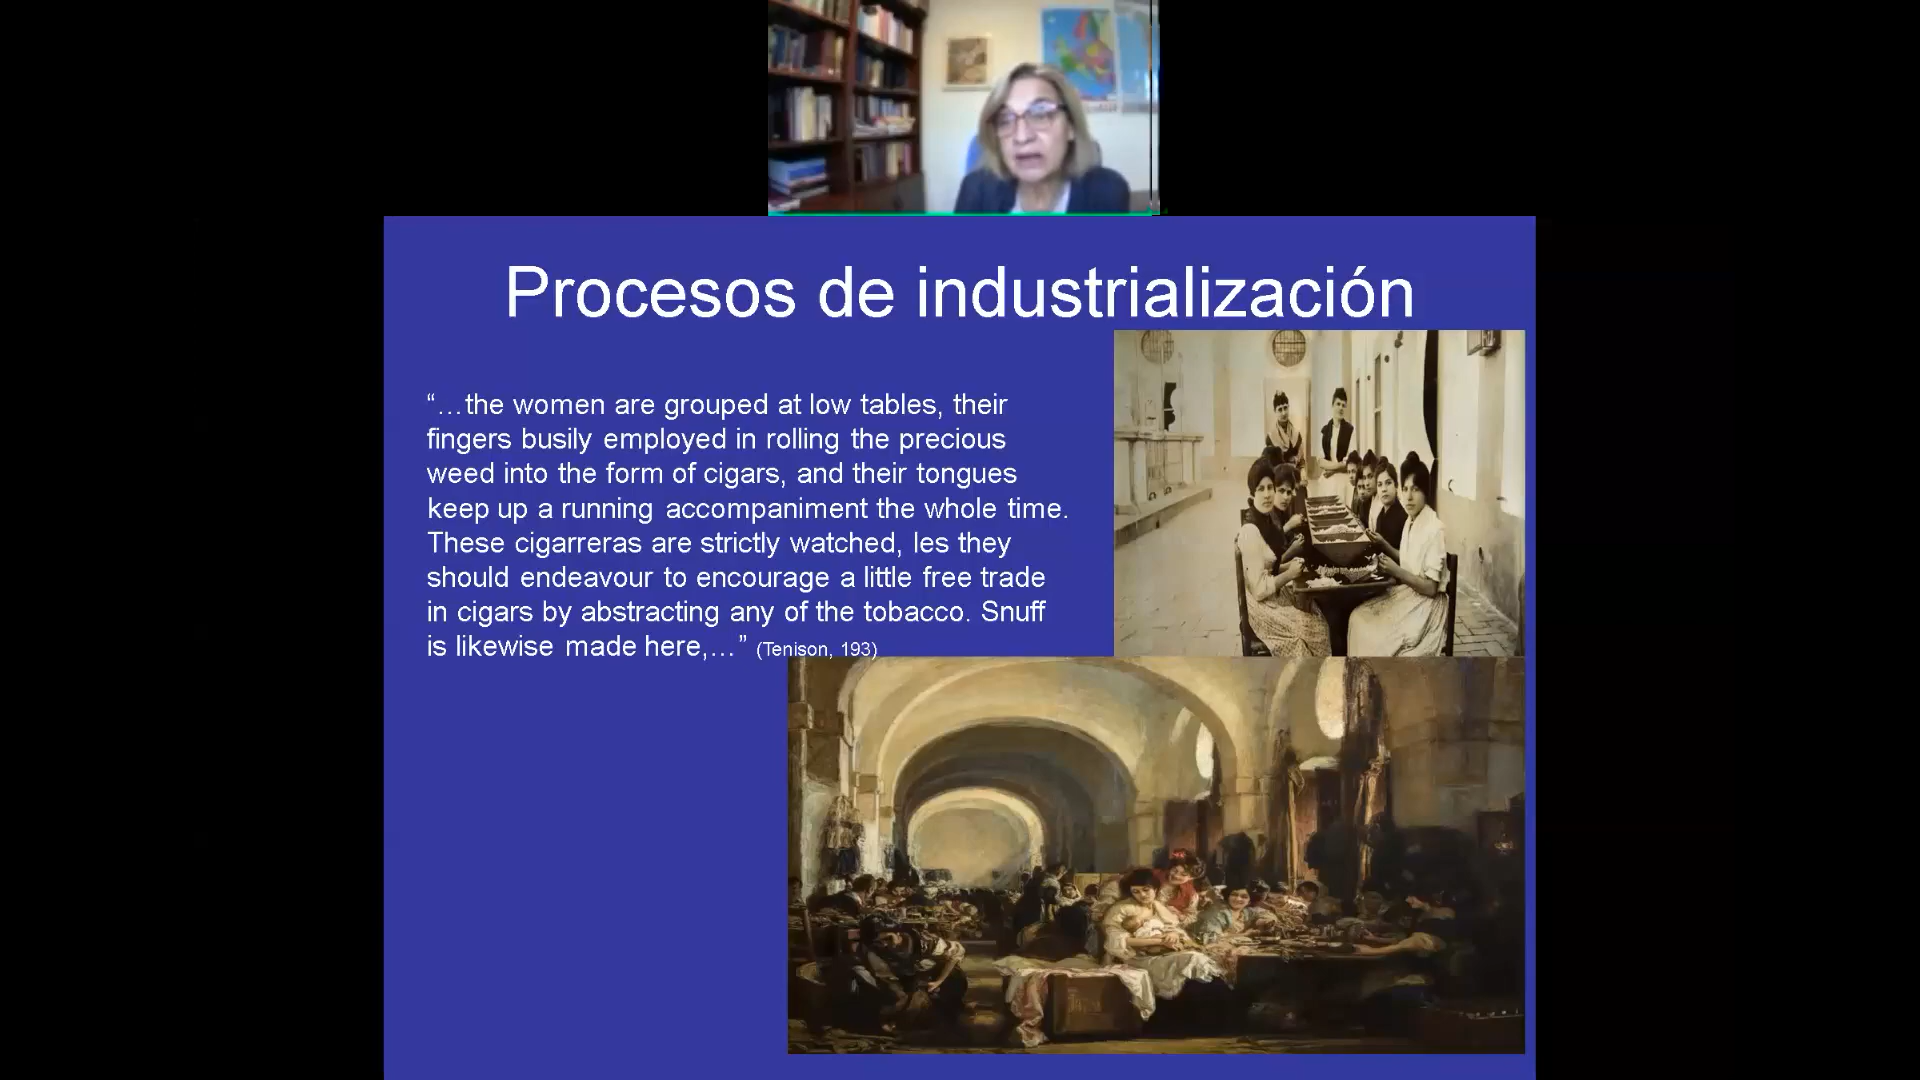 Procesos de industrialización
“…the women are grouped at low tables, their
fingers busily employed in rolling the precious
weed into the form of cigars, and their tongues
keep up a running accompaniment the whole time.
These cigarreras are strictly watched, les they
should endeavour to encourage a little free trade
in cigars by abstracting any of the tobacco. Snuff
is likewise made here,…” (Tenison, 193)